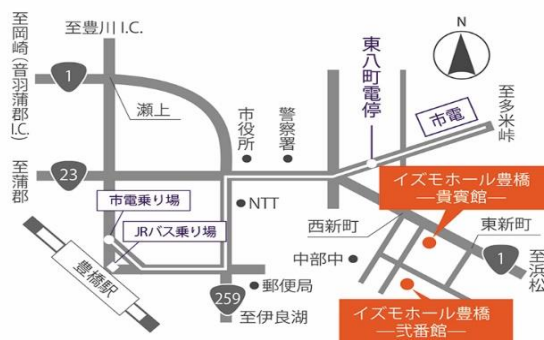 至岡崎(音羽蒲郡I.C.)
至豊川 I.C.
1
瀬上
市役所
警察署
東八町電停
市電
至多米峠
至蒲郡
23
市電乗り場
JRバス乗り場
NTT
イズモホール豊橋
―貴賓館―
西新町
東新町
豊橋駅
中部中
1
至浜松
郵便局
259
至伊良湖
イズモホール豊橋
―弐番館―